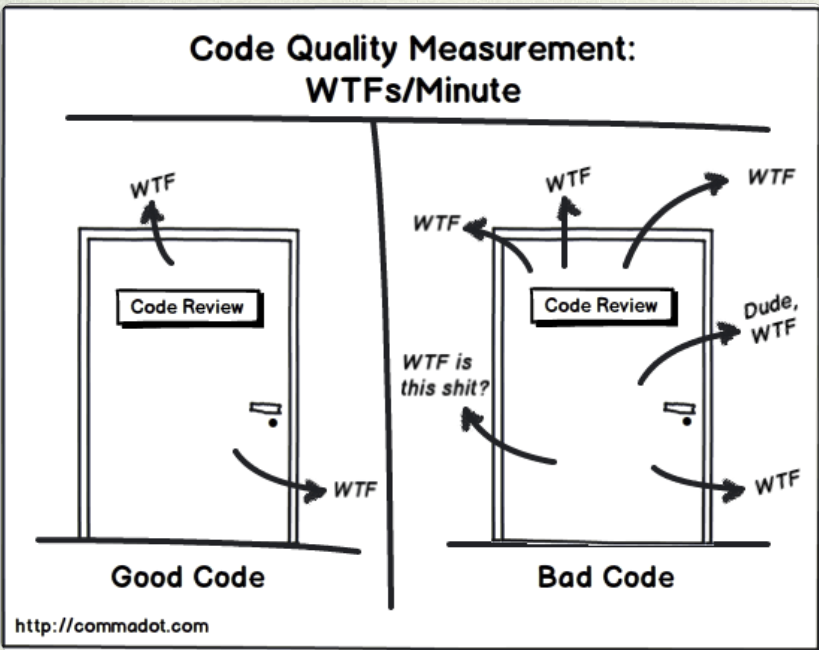 Code Quality Measurement:
WTFs/Minute
WTF
Code Review
WTF
Good Code
WTF
WTF
WTF
Code Review
Dude,
WTF
WTF is
this shit?
WTF
Bad Code
http://commadot.com